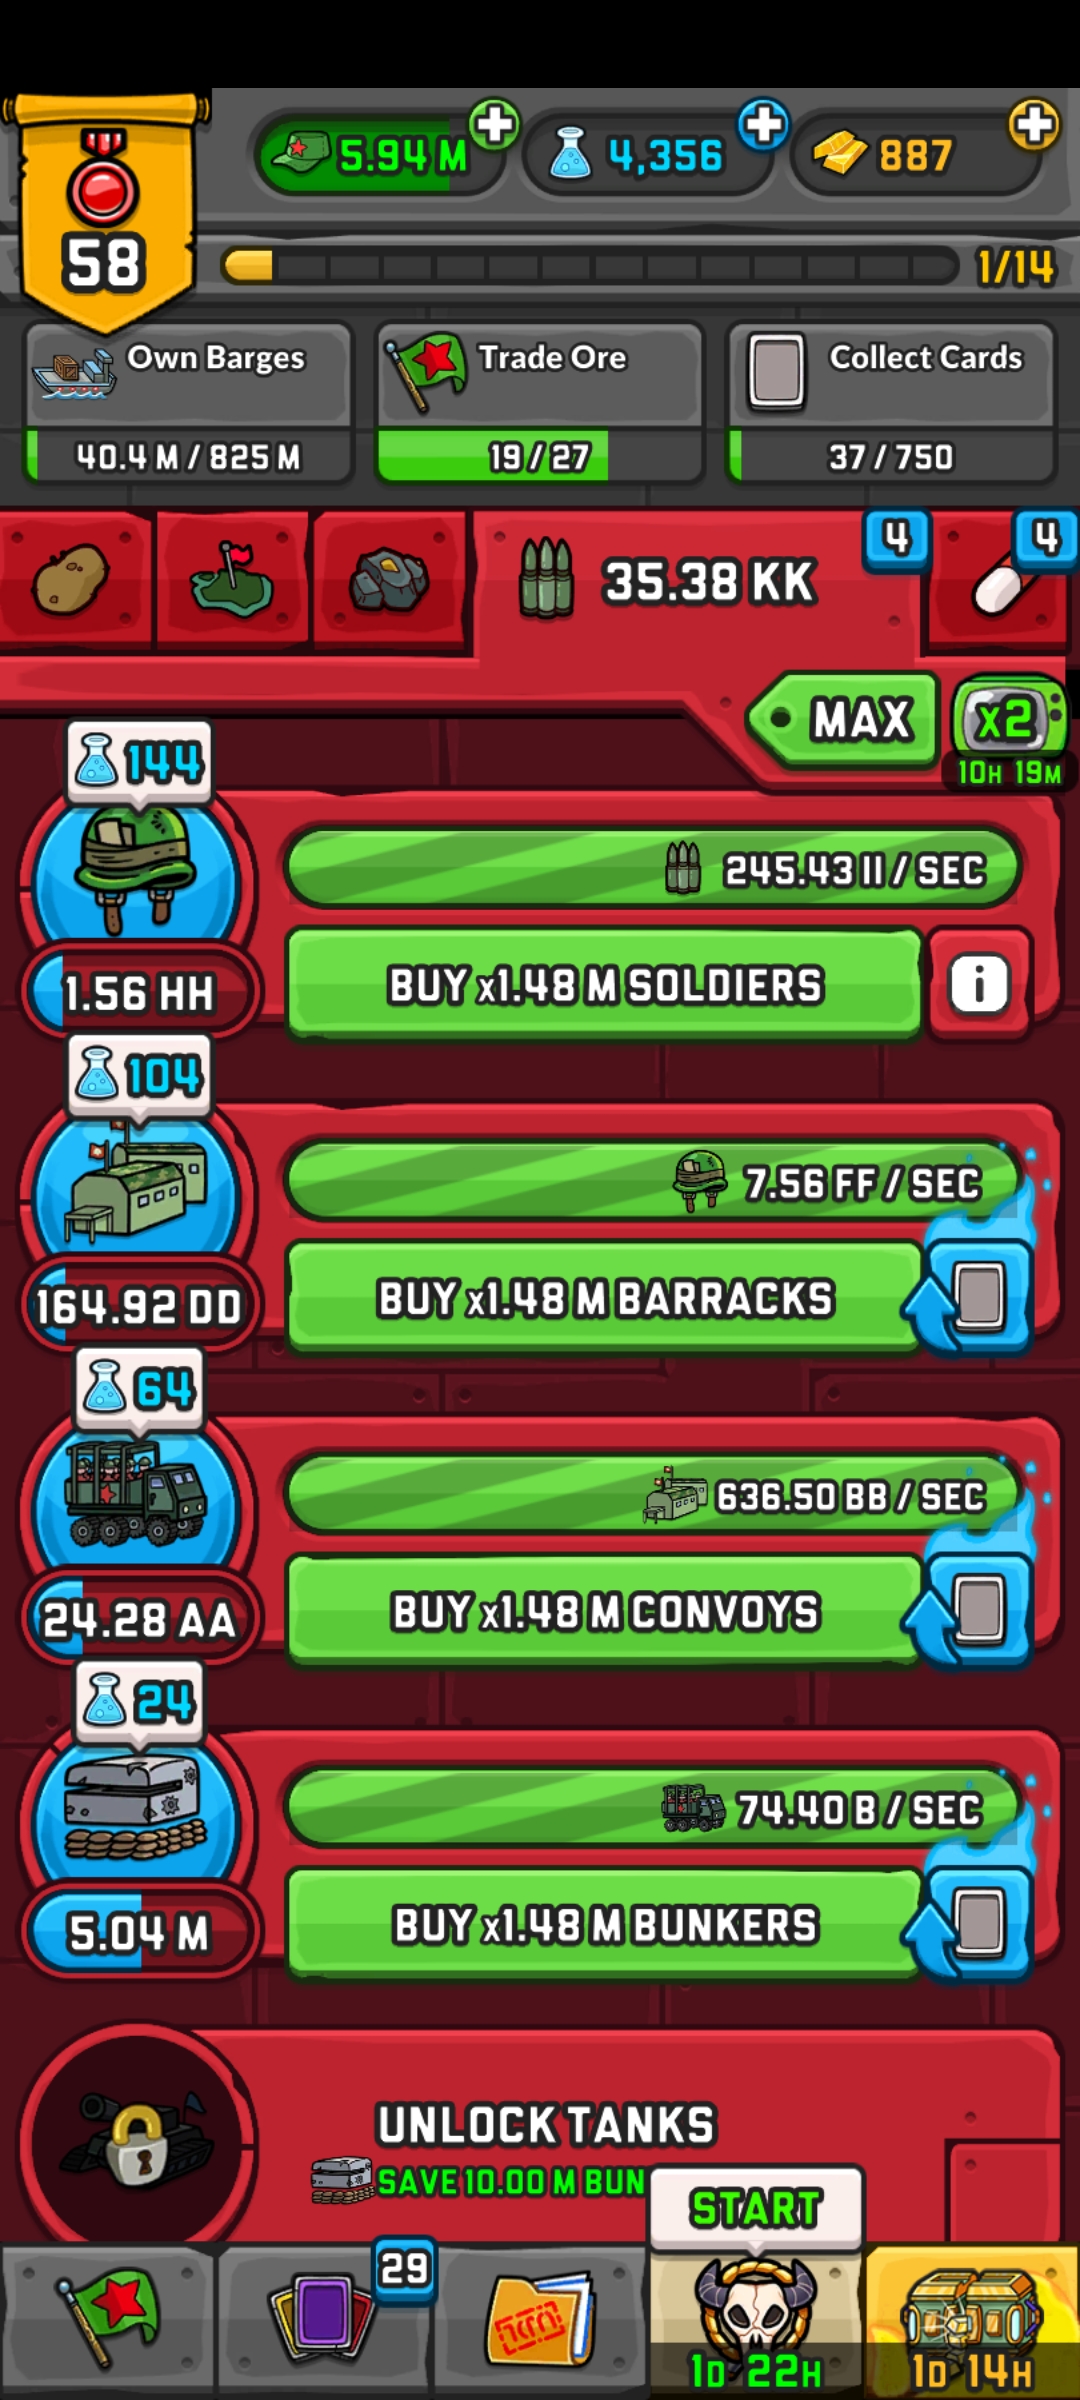 58
5.94 M
4,356
887
1/14
Own Barges
40.4 M / 825 M
Trade Ore
19 / 27
Collect Cards
37 / 750
35.38 KK
4
4
MAX
x2
10H 19M
144
245.43 II / SEC
1.56 HH
BUY x1.48 M SOLDIERS
i
104
7.56 FF / SEC
164.92 DD
BUY x1.48 M BARRACKS
64
636.50 BB / SEC
24.28 AA
BUY x1.48 M CONVOYS
24
74.40 B / SEC
5.04 M
BUY x1.48 M BUNKERS
UNLOCK TANKS
SAVE 10.00 M BUN
START
29
1D 22H
1D 14H